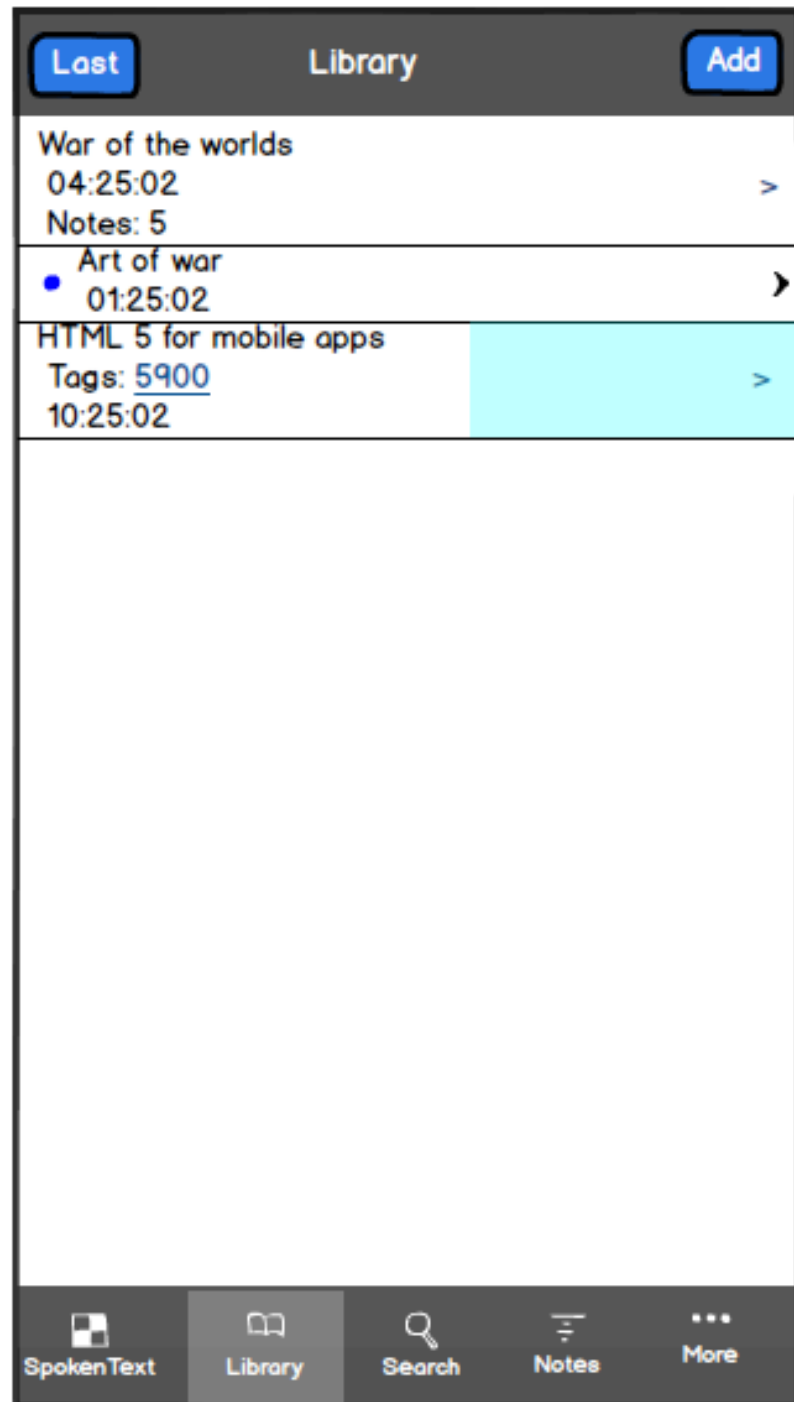 Last Library Add
War of the worlds
04:25:02
>
Notes: 5
Art of war
01:25:02
HTML 5 for mobile apps
Tags: 5900
>
10:25:02
SpokenText Library Search Notes More